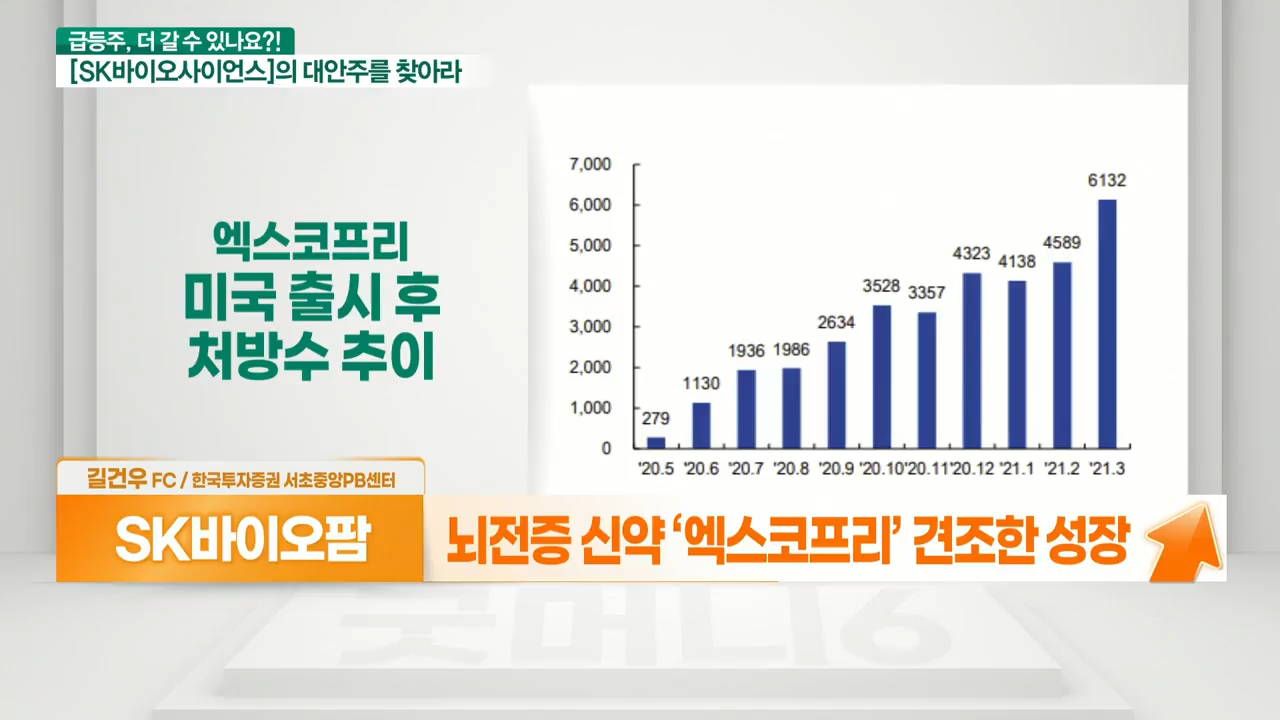 급등주, 더 갈 수 있나요?!
[SK바이오사이언스]의 대안주를 찾아라
엑스코프리
미국 출시 후
처방수 추이
7,000
6,000
5,000
4,000
3,000
2,000
1,000
0
279
1130
1936
1986
2634
3528
3357
4323
4138
4589
6132
'20.5 '20.6 '20.7 '20.8 '20.9 '20.10 '20.11 '20.12 '21.1 '21.2 '21.3
길건우 FC / 한국투자증권 서초중앙PB센터
SK바이오팜
뇌전증 신약 ‘엑스코프리’ 견조한 성장
굿머니6